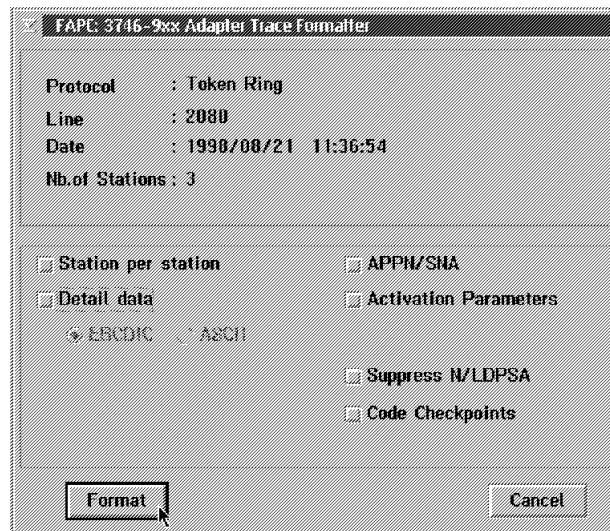 FAPC: 3746-9xx Adapter Trace Formatter
Protocol : Token Ring
Line : 2080
Date : 1998/08/21 11:36:54
Nb.of Stations : 3
Station per station
APPN/SNA
Detail data
Activation Parameters
EBCDIC ASCII
Suppress N/LDPSA
Code Checkpoints
Format
Cancel